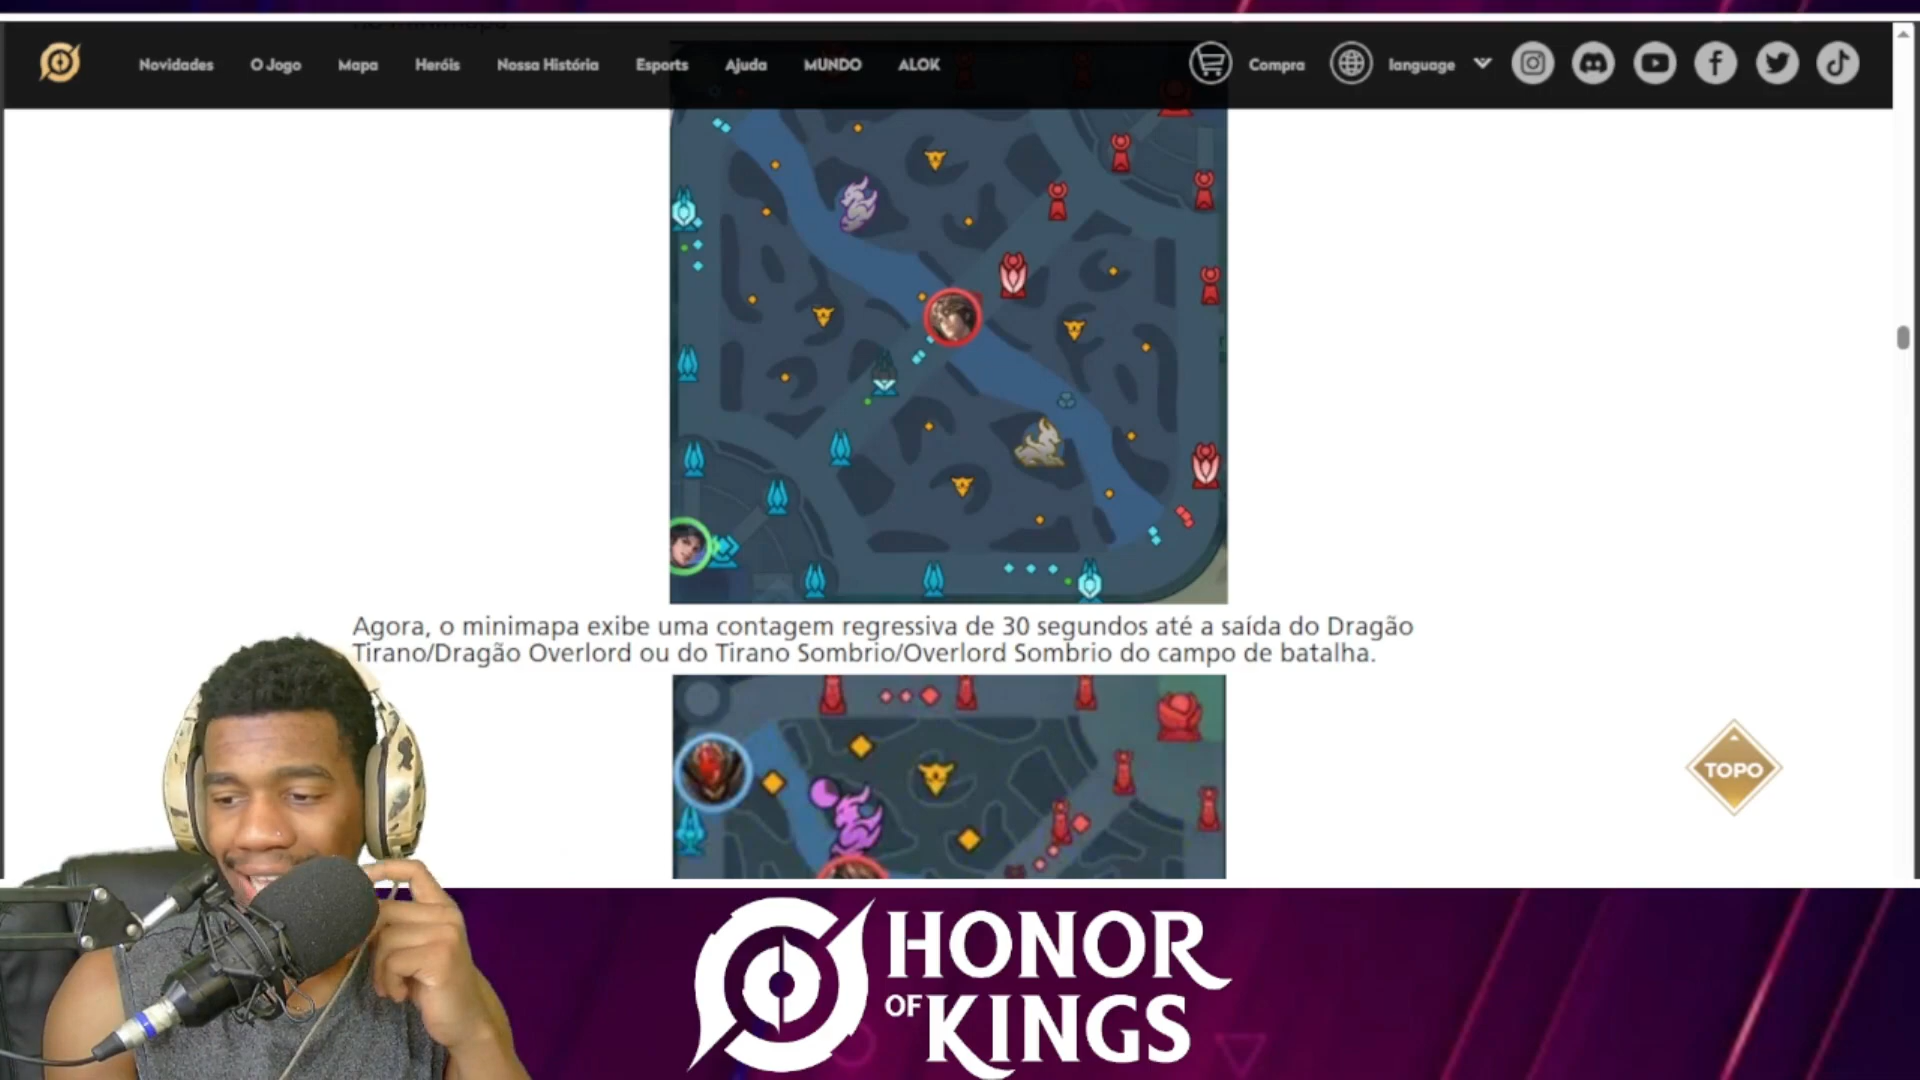 Novidades O Jogo Mapa Heróis Nossa História Esports Ajuda MUNDO ALOK Compra language
Agora, o minimapa exibe uma contagem regressiva de 30 segundos até a saída do Dragão
Tirano/Dragão Overlord ou do Tirano Sombrio/Overlord Sombrio do campo de batalha.
TOPO
HONOR
OF KINGS